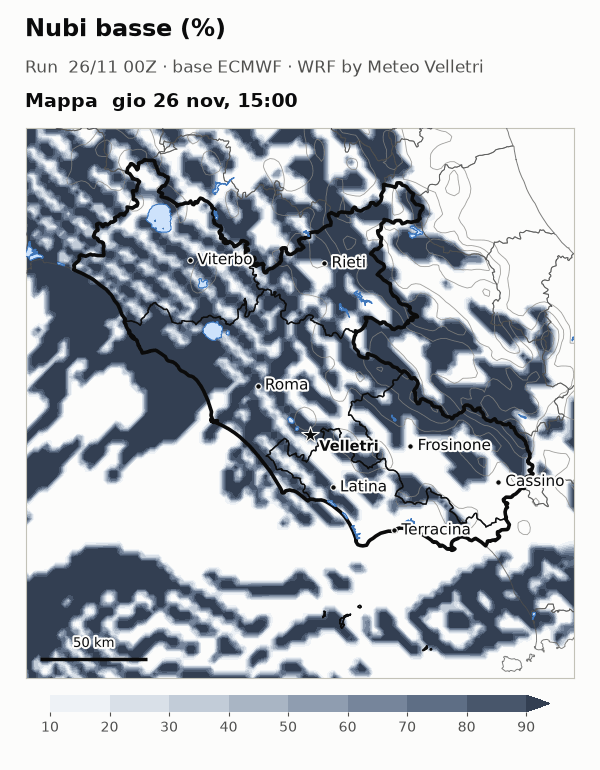 Nubi basse (%)
Run 26/11 00Z · base ECMWF · WRF by Meteo Velletri
Mappa gio 26 nov, 15:00
Viterbo
Rieti
Roma
Velletri
Frosinone
Cassino
Latina
Terracina
50 km
10 20 30 40 50 60 70 80 90